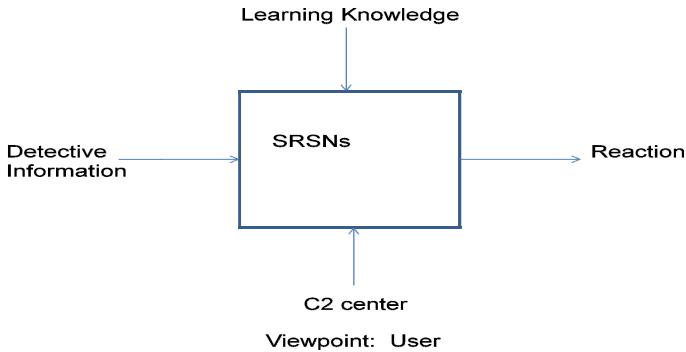 Learning Knowledge
SRSNs
Detective
Information
Reaction
C2 center
Viewpoint: User